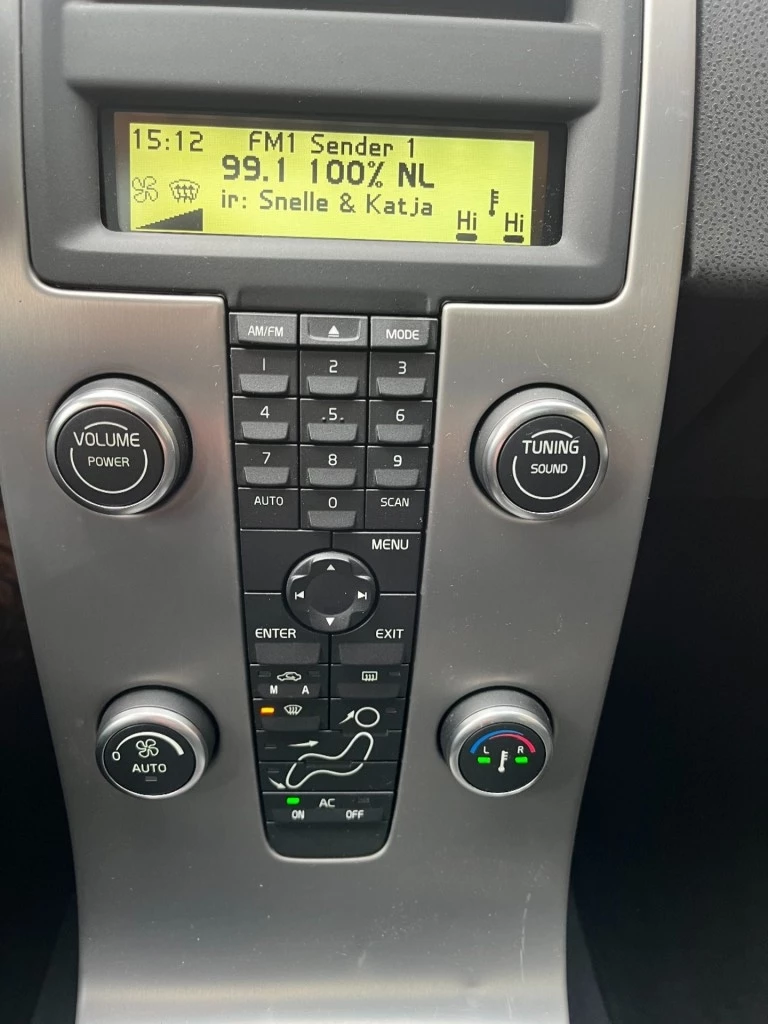 15:12 FM1 Sender 1
99.1 100% NL
ir: Snelle & Katja
Hi Hi
AM/FM MODE
1 2 3
VOLUME
POWER
4 5 6
TUNING
SOUND
7 8 9
AUTO 0 SCAN
MENU
ENTER EXIT
M A
0 AUTO
L R
AC
ON OFF